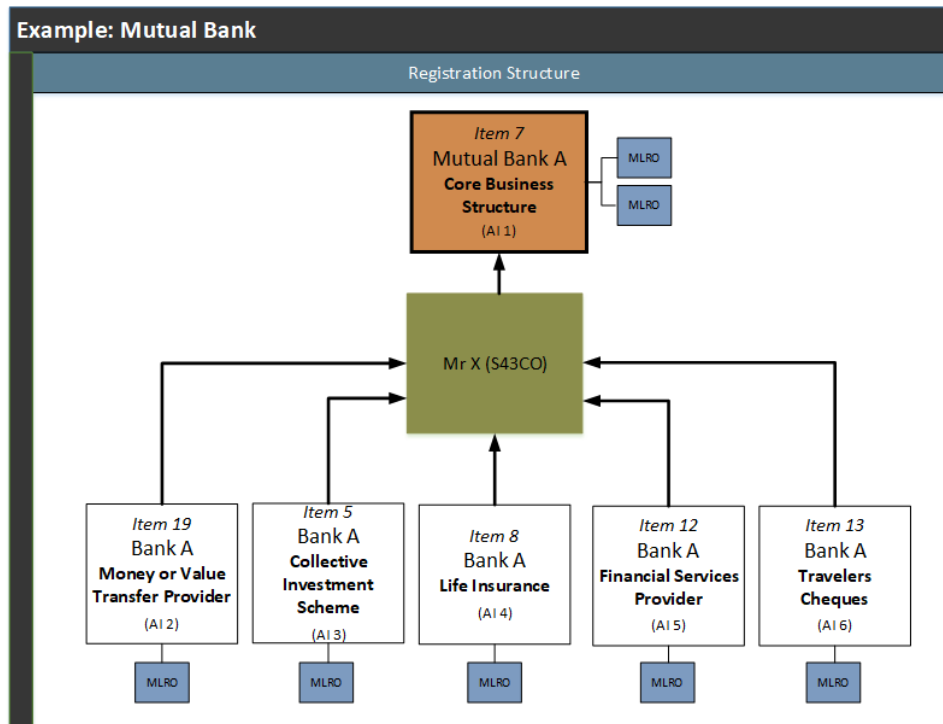 Example: Mutual Bank
Registration Structure
Item 7
Mutual Bank A
Core Business
Structure
(AI 1)
MLRO
MLRO
Mr X (S43CO)
Item 19
Bank A
Money or Value
Transfer Provider
(AI 2)
Item 5
Bank A
Collective
Investment
Scheme
(AI 3)
Item 8
Bank A
Life Insurance
(AI 4)
Item 12
Bank A
Financial Services
Provider
(AI 5)
Item 13
Bank A
Travelers
Cheques
(AI 6)
MLRO
MLRO
MLRO
MLRO
MLRO